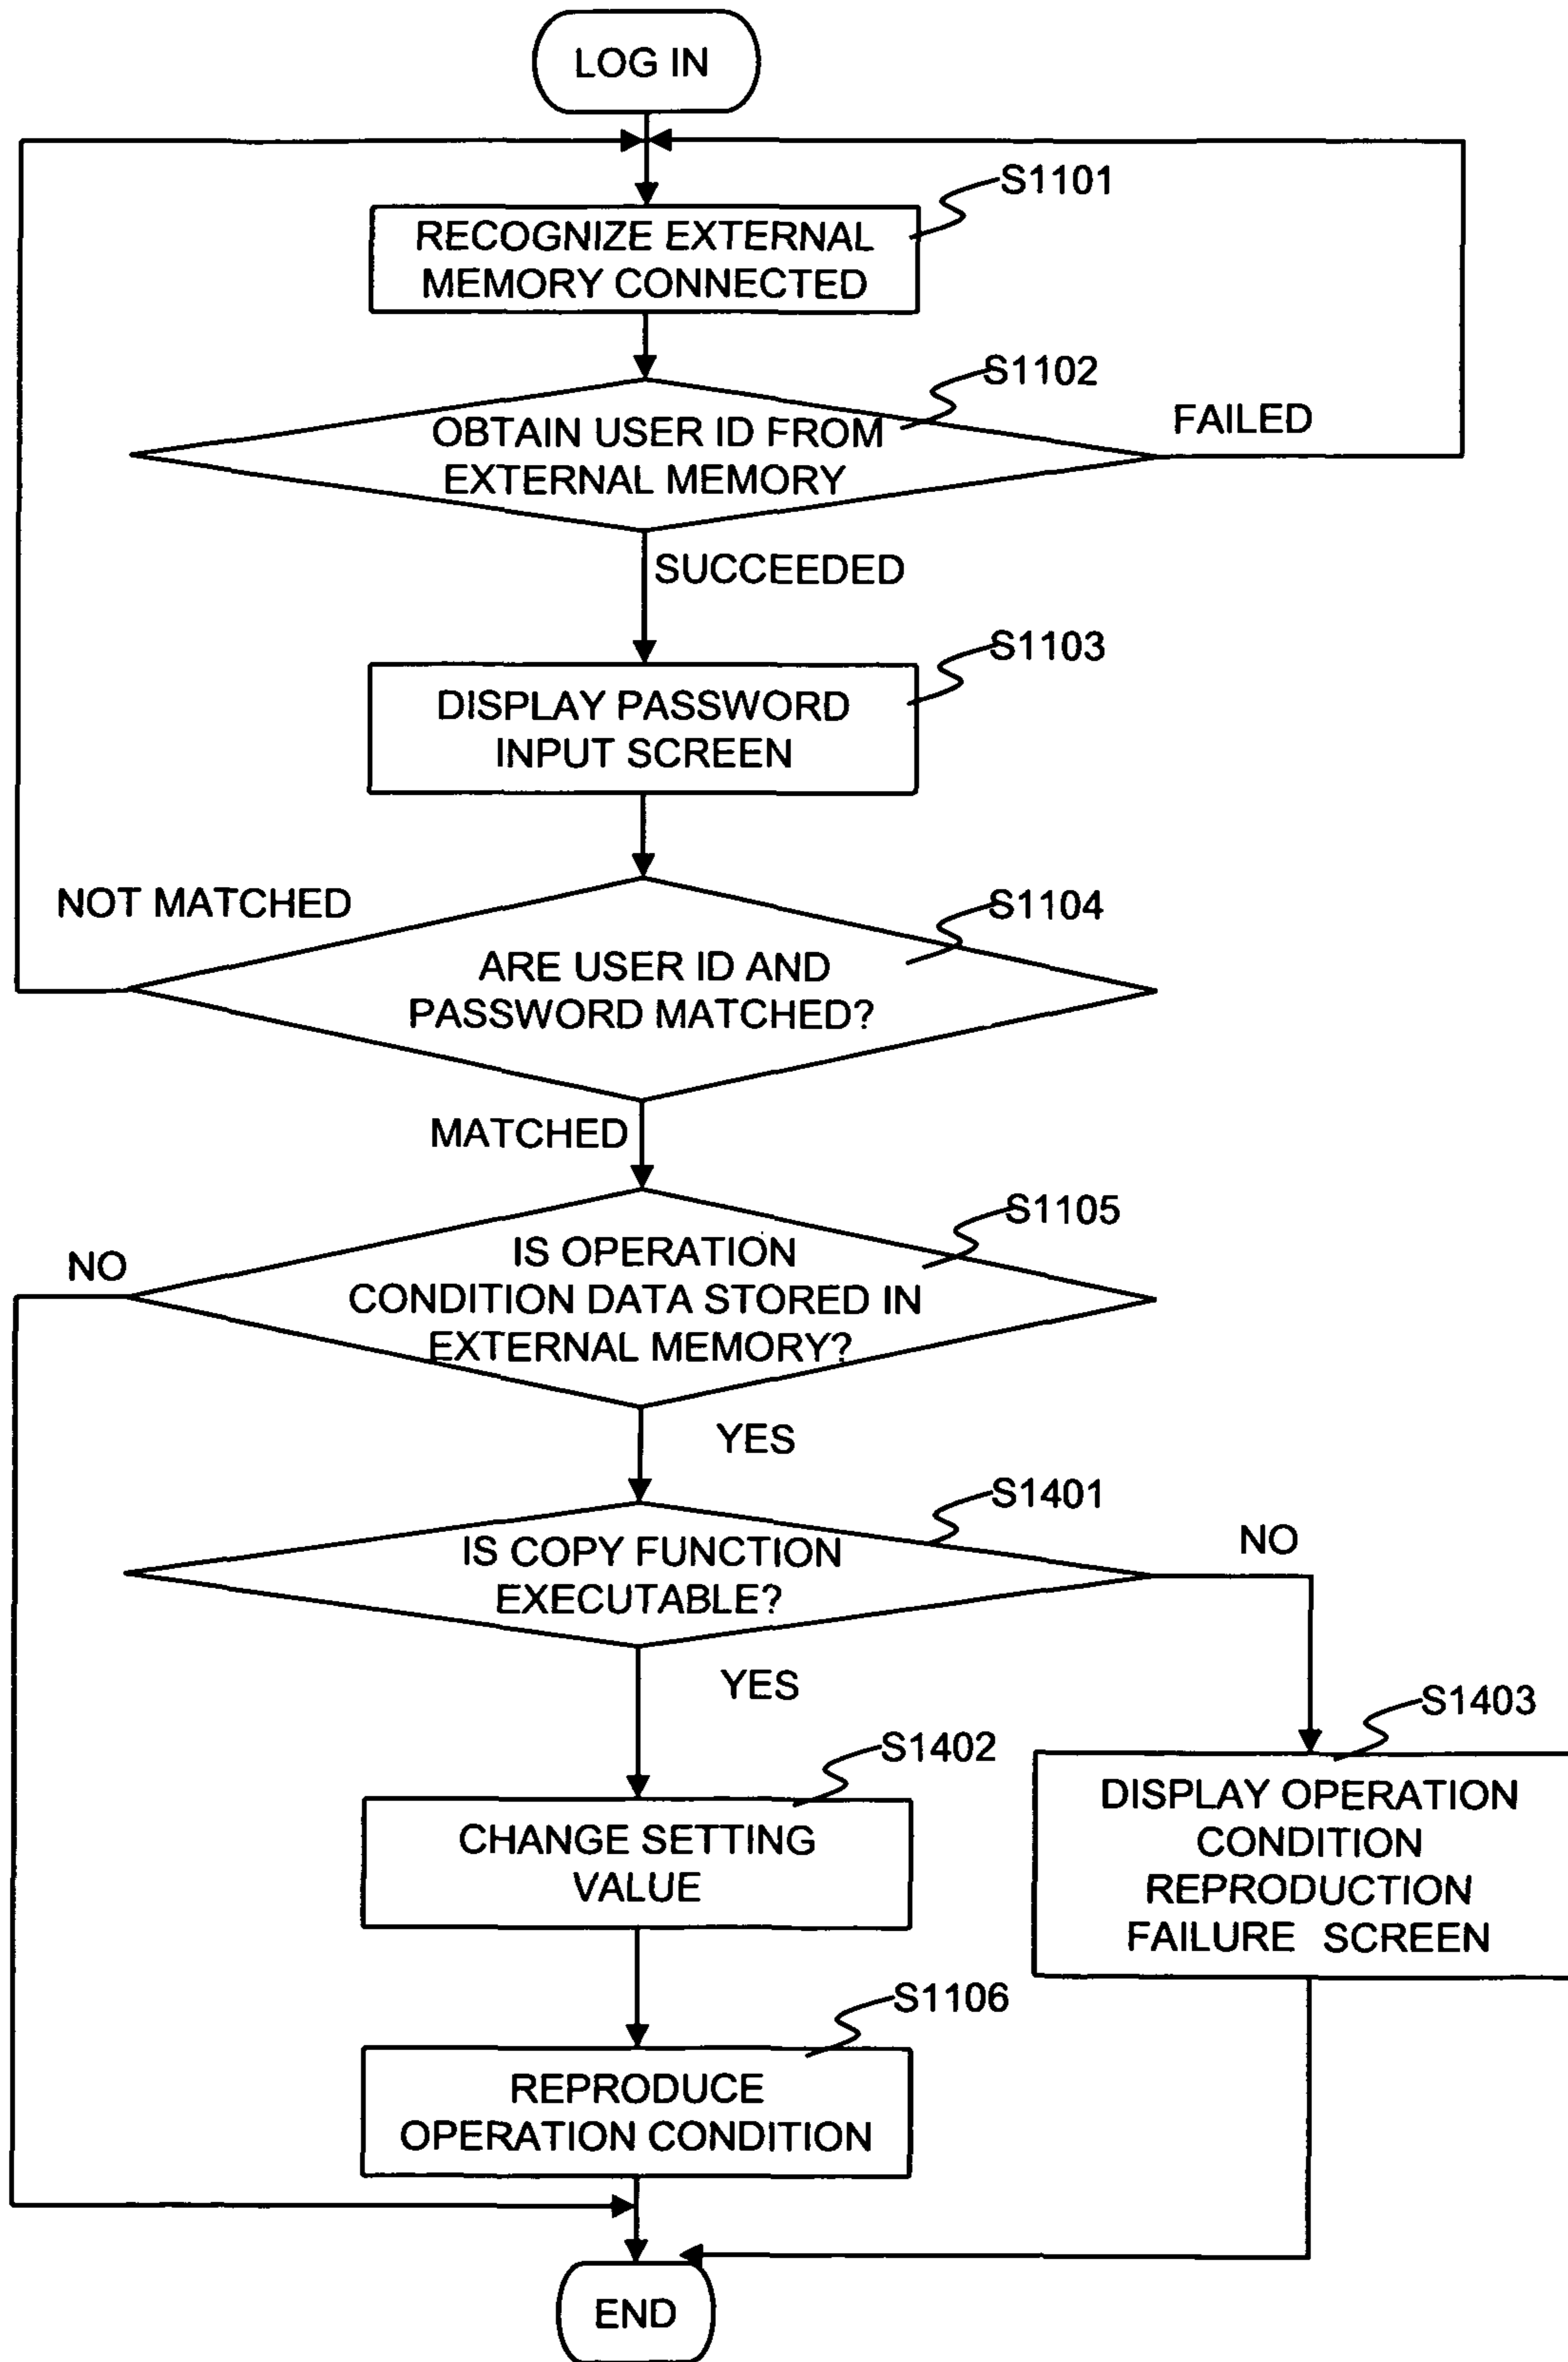 LOG IN
S1101
RECOGNIZE EXTERNAL
MEMORY CONNECTED
S1102
OBTAIN USER ID FROM
EXTERNAL MEMORY
FAILED
SUCCEEDED
S1103
DISPLAY PASSWORD
INPUT SCREEN
NOT MATCHED
S1104
ARE USER ID AND
PASSWORD MATCHED?
MATCHED
S1105
NO
IS OPERATION
CONDITION DATA STORED IN
EXTERNAL MEMORY?
YES
S1401
IS COPY FUNCTION
EXECUTABLE?
NO
YES
S1403
S1402
CHANGE SETTING
VALUE
DISPLAY OPERATION
CONDITION
REPRODUCTION
FAILURE SCREEN
S1106
REPRODUCE
OPERATION CONDITION
END